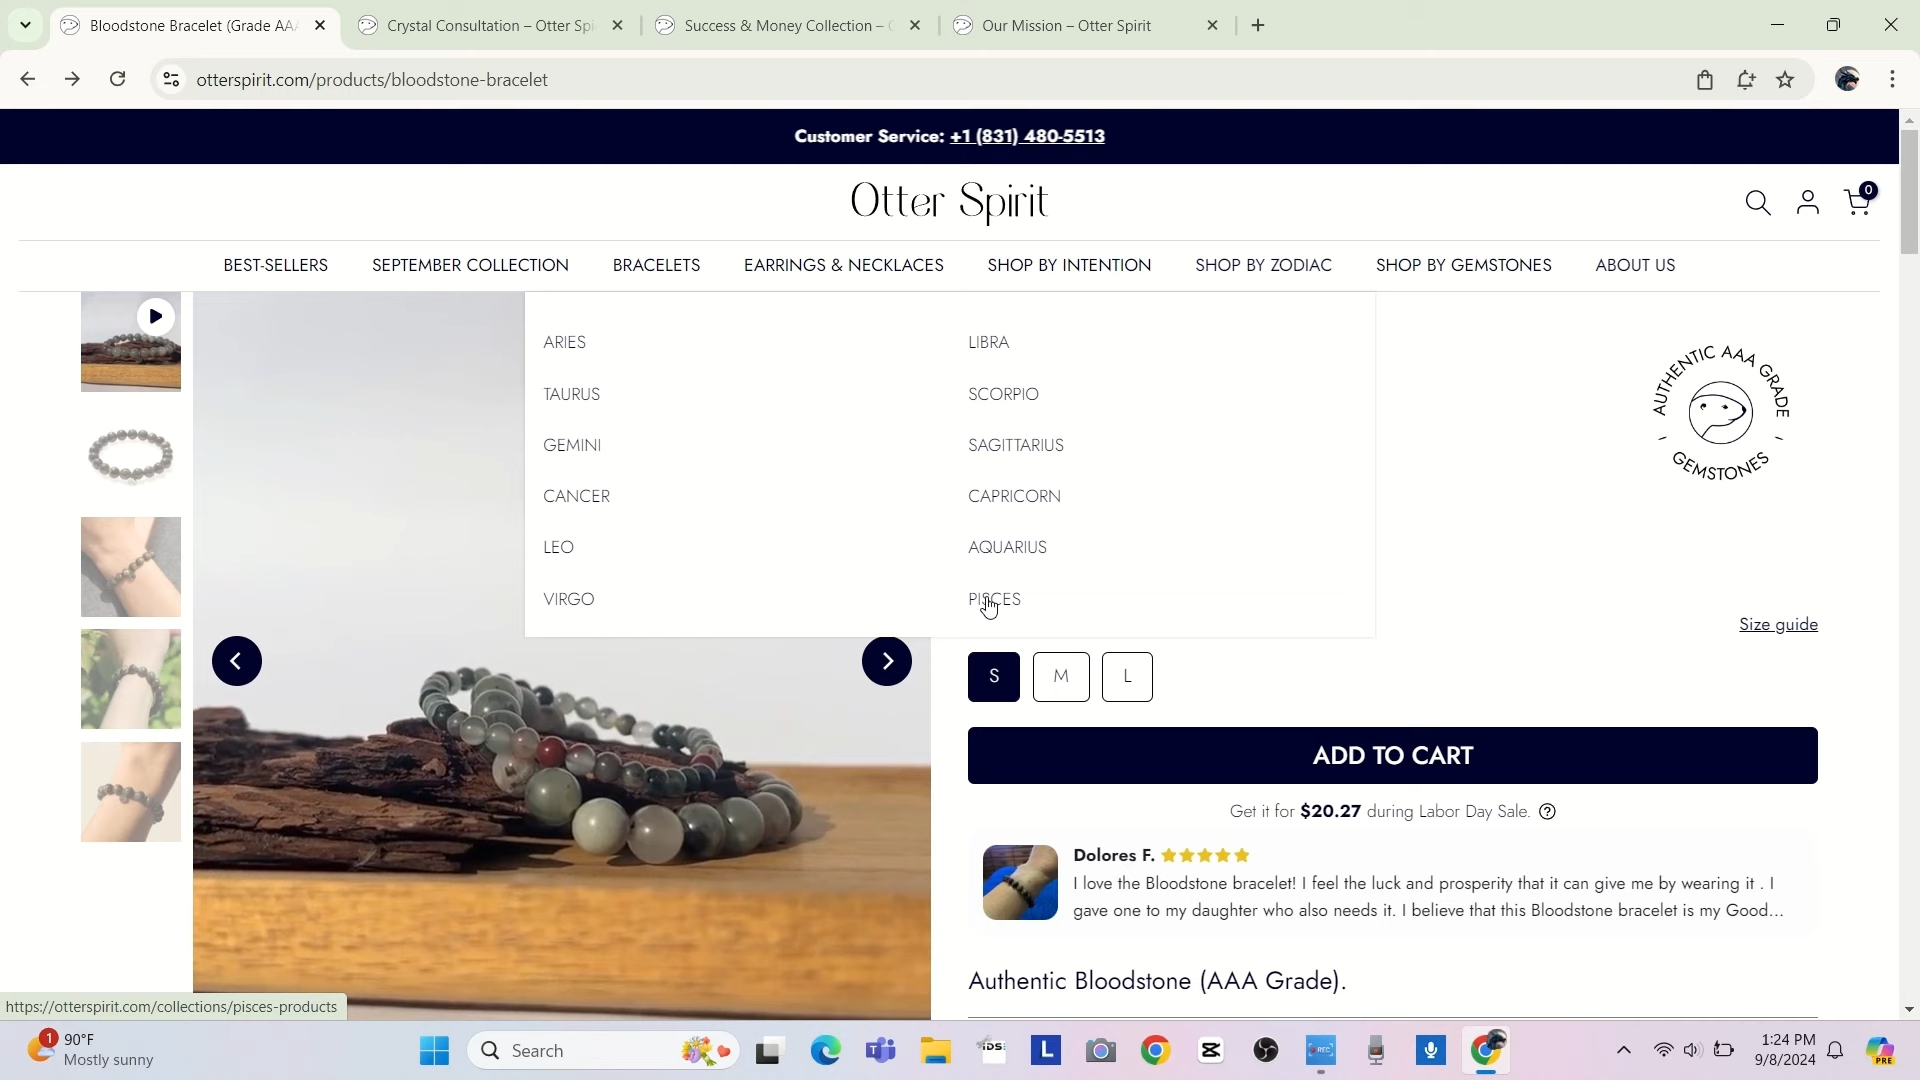 Bloodstone Bracelet (Grade AAA
Crystal Consultation – Otter Spi
Success & Money Collection –
Our Mission – Otter Spirit
otterspirit.com/products/bloodstone-bracelet
Customer Service: +1 (831) 480-5513
Otter Spirit
0
BEST-SELLERS
SEPTEMBER COLLECTION
BRACELETS
EARRINGS & NECKLACES
SHOP BY INTENTION
SHOP BY ZODIAC
SHOP BY GEMSTONES
ABOUT US
ARIES
LIBRA
TAURUS
SCORPIO
GEMINI
SAGITTARIUS
CANCER
CAPRICORN
LEO
AQUARIUS
VIRGO
PISCES
AUTHENTIC AAA GRADE
GEMSTONES
Size guide
S
M
L
ADD TO CART
Get it for $20.27 during Labor Day Sale.
Dolores F.
I love the Bloodstone bracelet! I feel the luck and prosperity that it can give me by wearing it . I
gave one to my daughter who also needs it. I believe that this Bloodstone bracelet is my Good...
Authentic Bloodstone (AAA Grade).
https://otterspirit.com/collections/pisces-products
1
90°F
Mostly sunny
Search
iDS
L
REC
PRE
1:24 PM
9/8/2024